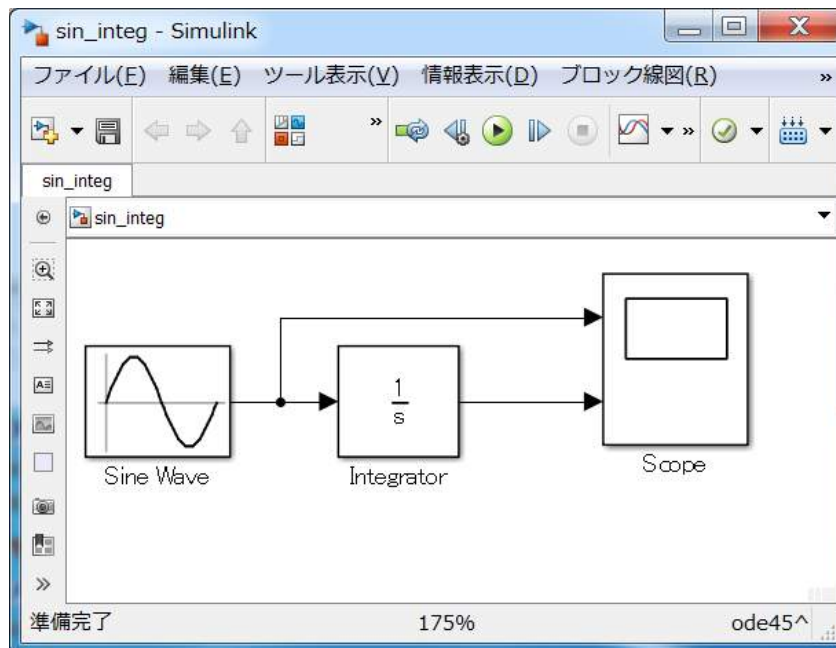 sin_integ - Simulink
ファイル(F) 編集(E) ツール表示(V) 情報表示(D) ブロック線図(R) »
sin_integ
sin_integ
1
s
Sine Wave
Integrator
Scope
準備完了 175% ode45^